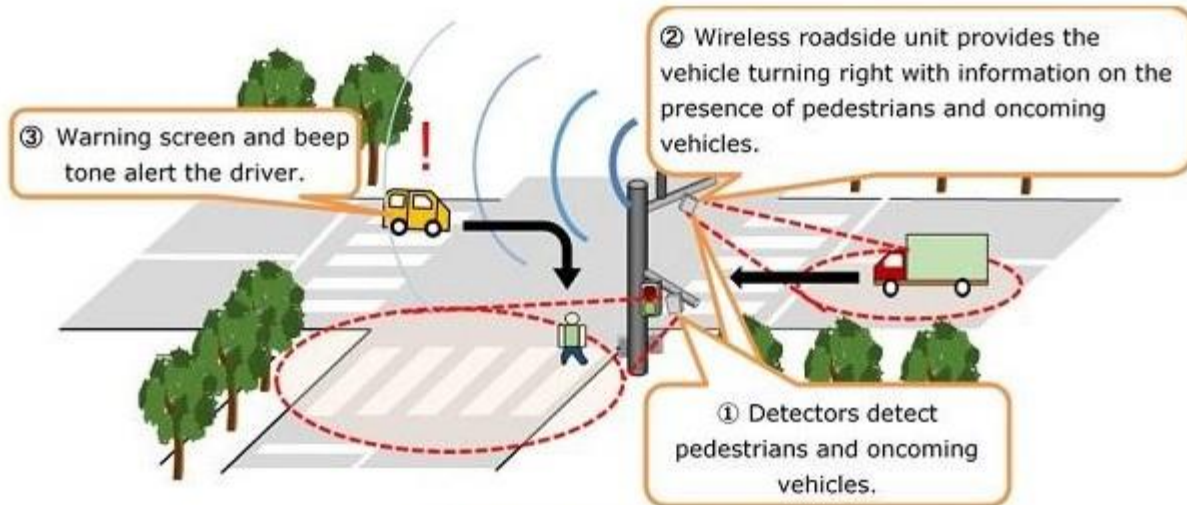 ② Wireless roadside unit provides the
vehicle turning right with information on the
presence of pedestrians and oncoming
vehicles.
③ Warning screen and beep
tone alert the driver.
!
① Detectors detect
pedestrians and oncoming
vehicles.